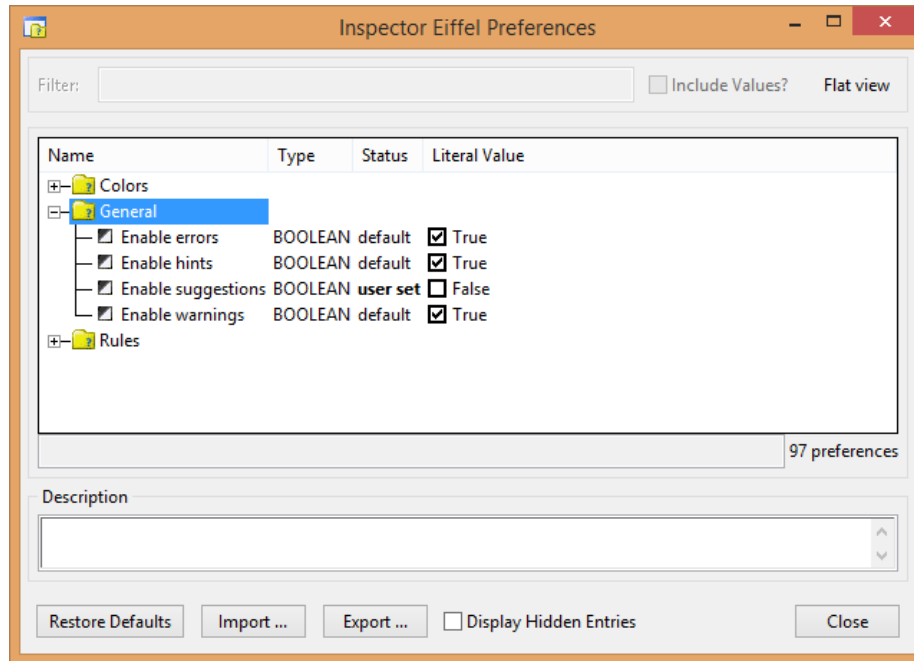 Inspector Eiffel Preferences
Filter: Include Values? Flat view
Name Type Status Literal Value
Colors
General
Enable errors BOOLEAN default True
Enable hints BOOLEAN default True
Enable suggestions BOOLEAN user set False
Enable warnings BOOLEAN default True
Rules
97 preferences
Description
Restore Defaults Import ... Export ... Display Hidden Entries Close